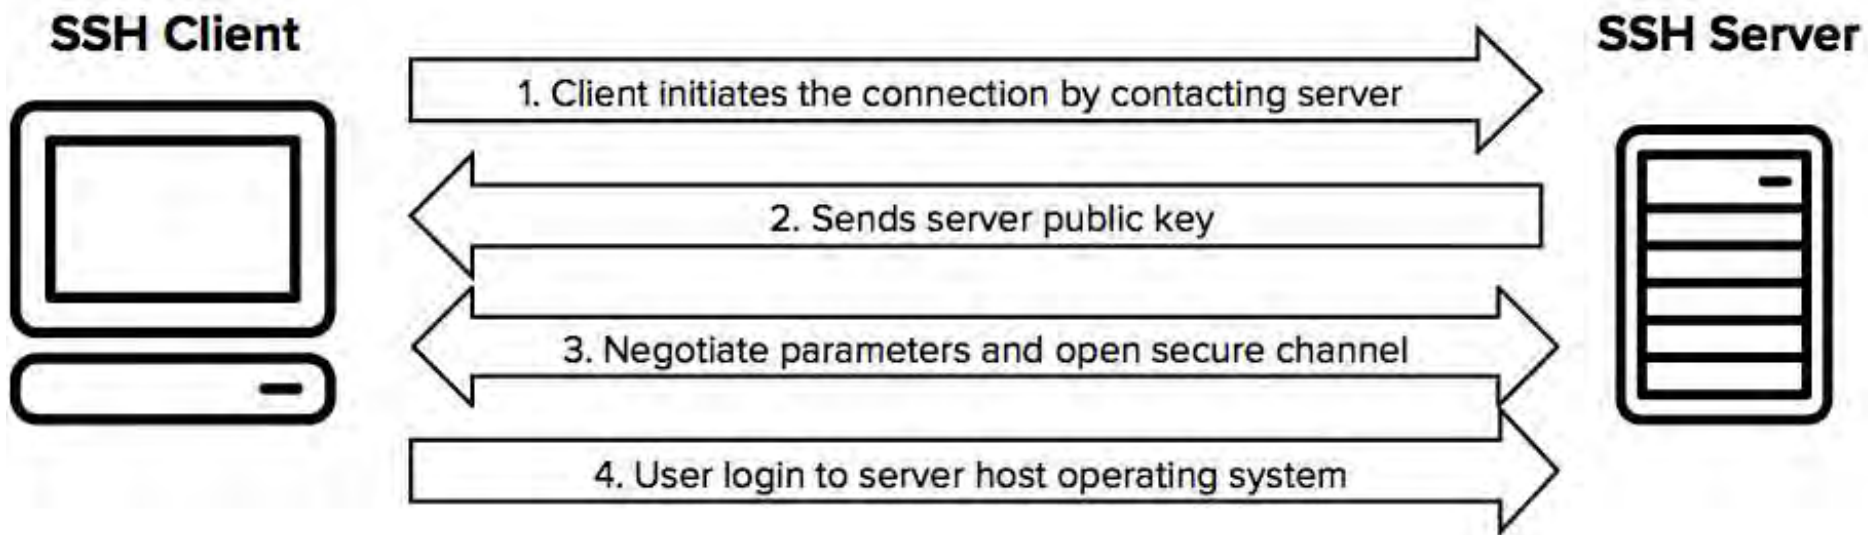 SSH Client
SSH Server
1. Client initiates the connection by contacting server
2. Sends server public key
3. Negotiate parameters and open secure channel
4. User login to server host operating system